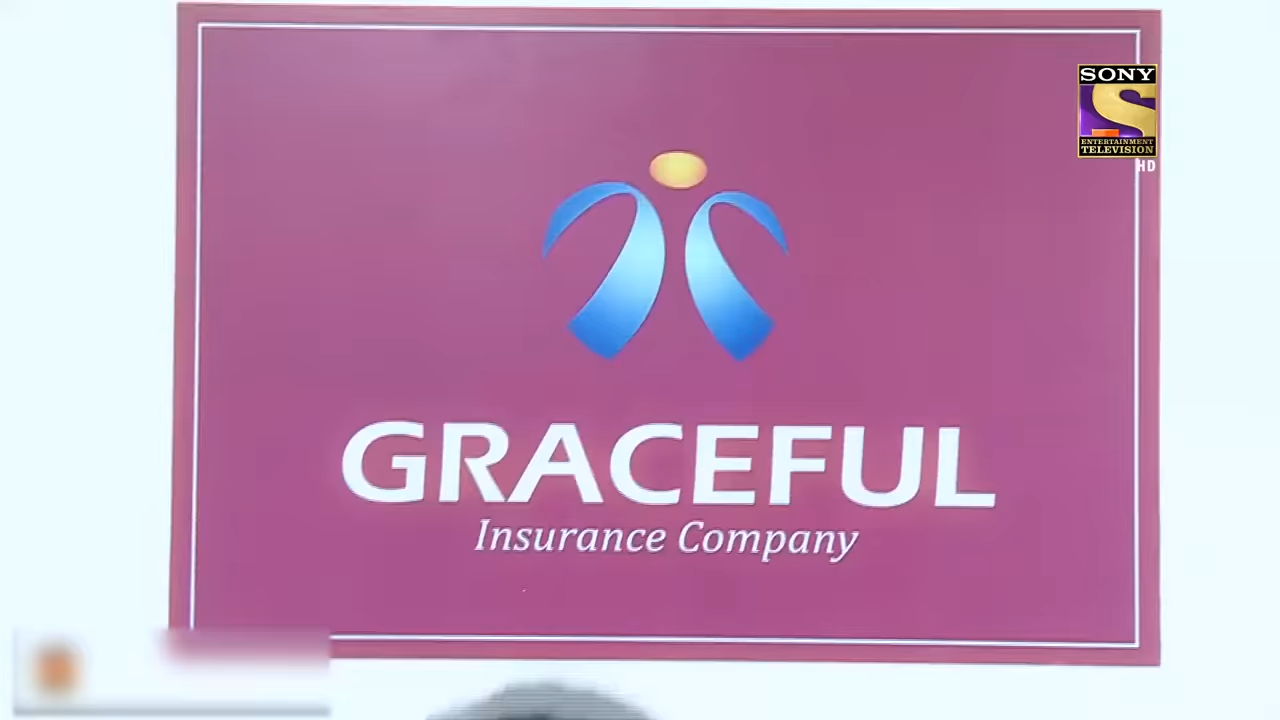 SONY
ENTERTAINMENT
TELEVISION
HD
GRACEFUL
Insurance Company